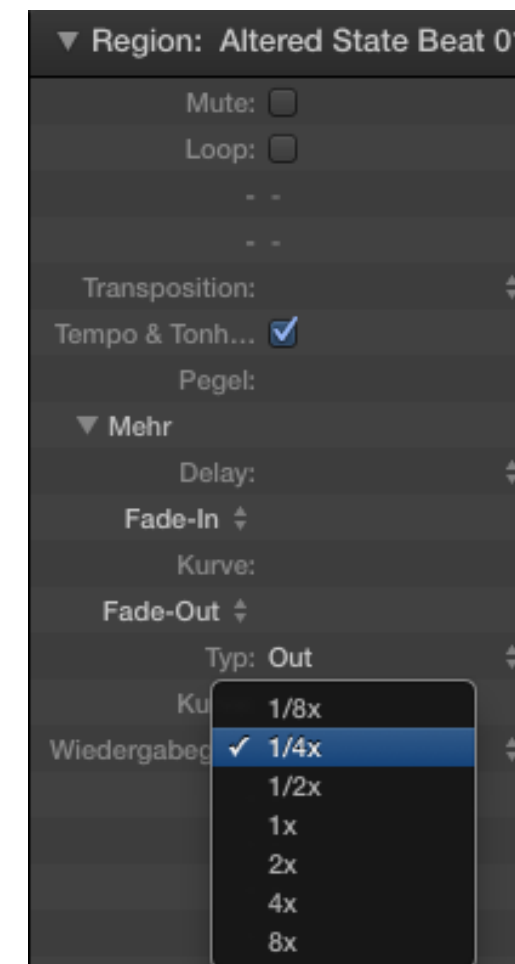 Region: Altered State Beat 0
Mute:
Loop:
- -
- -
Transposition:
Tempo & Tonh...
Pegel:
Mehr
Delay:
Fade-In
Kurve:
Fade-Out
Typ: Out
Ku
1/8x
Wiedergabeg ✓ 1/4x
1/2x
1x
2x
4x
8x